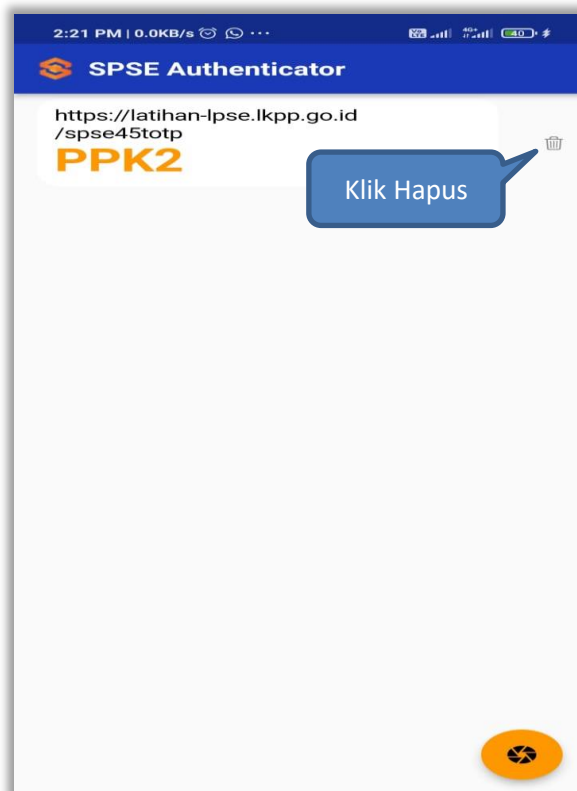 2:21 PM | 0.0KB/s ...
40
SPSE Authenticator
https://latihan-lpse.lkpp.go.id
/spse45totp
PPK2
Klik Hapus